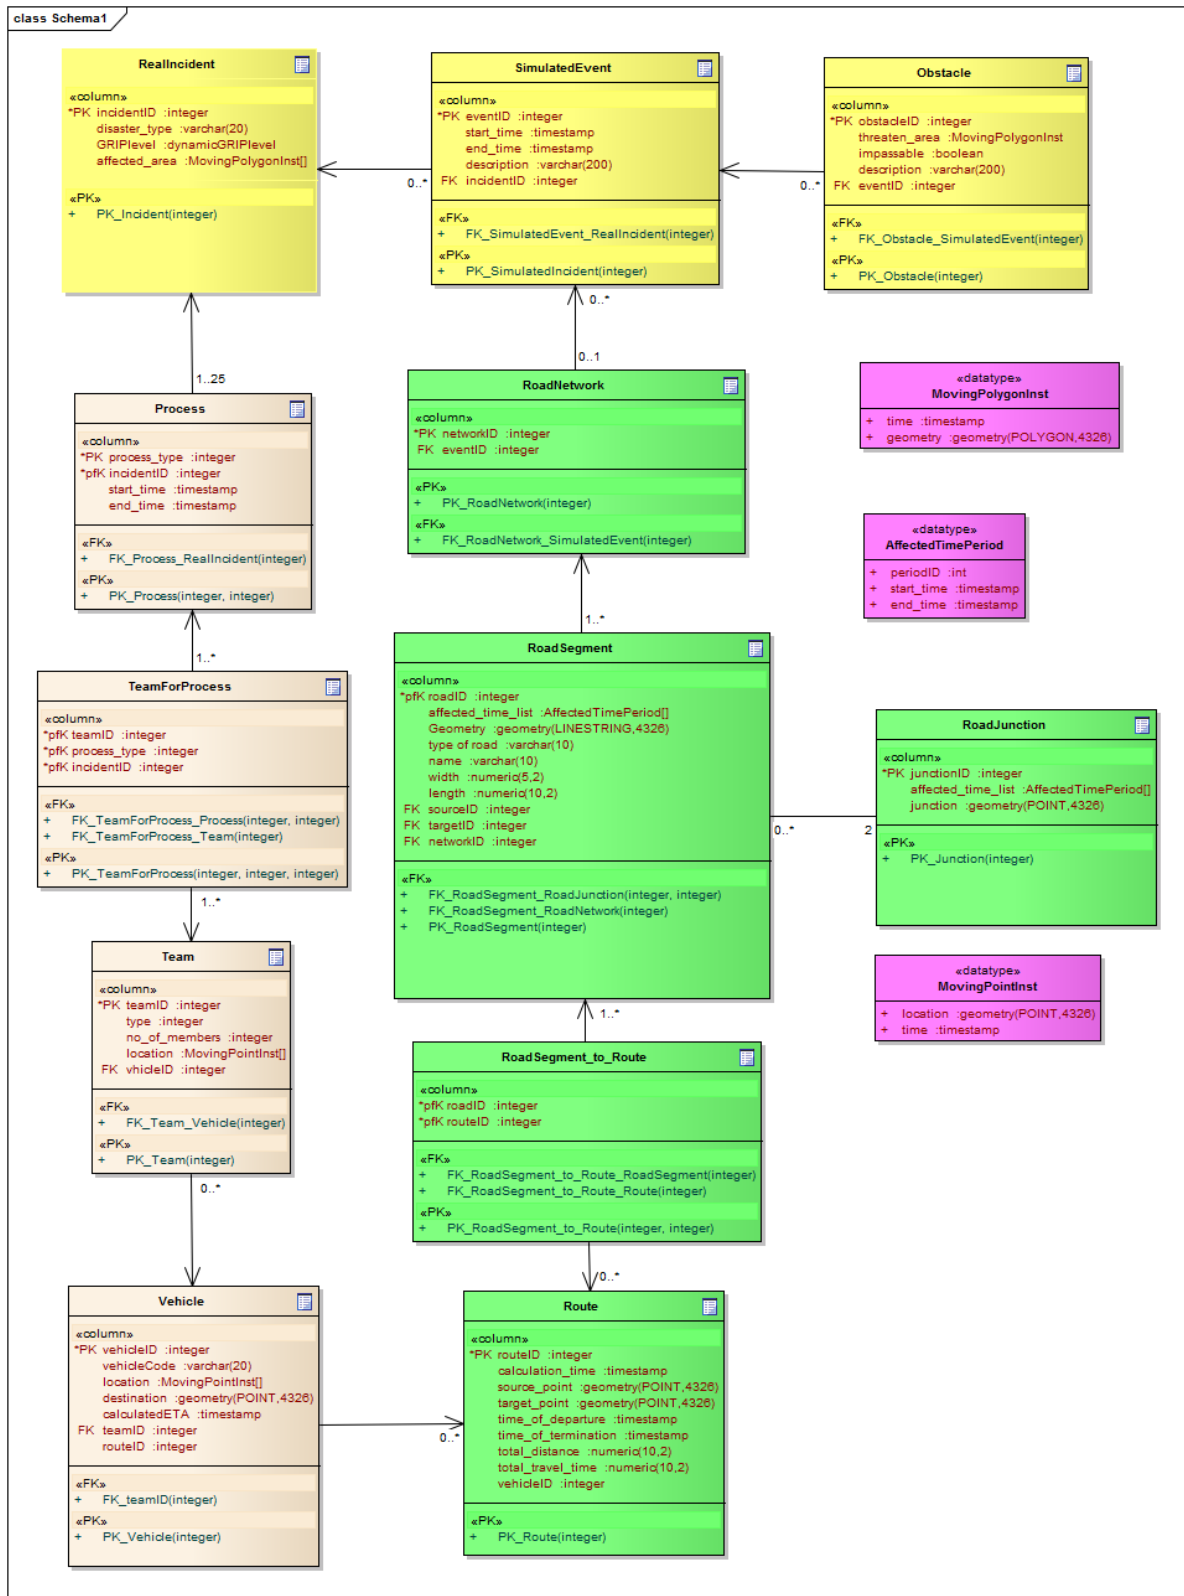 class Schema1
RealIncident
«column»
*PK incidentID :integer
disaster_type :varchar(20)
GRIPlevel :dynamicGRIPlevel
affected_area :MovingPolygonInst[]
«PK»
+ PK_Incident(integer)
SimulatedEvent
«column»
*PK eventID :integer
start_time :timestamp
end_time :timestamp
description :varchar(200)
FK incidentID :integer
«FK»
+ FK_SimulatedEvent_RealIncident(integer)
«PK»
+ PK_SimulatedIncident(integer)
Obstacle
«column»
*PK obstacleID :integer
threaten_area :MovingPolygonInst
impassable :boolean
description :varchar(200)
FK eventID :integer
«FK»
+ FK_Obstacle_SimulatedEvent(integer)
«PK»
+ PK_Obstacle(integer)
0..*
0..*
0..*
0..1
1..25
Process
«column»
*PK process_type :integer
*pfK incidentID :integer
start_time :timestamp
end_time :timestamp
«FK»
+ FK_Process_RealIncident(integer)
«PK»
+ PK_Process(integer, integer)
RoadNetwork
«column»
*PK networkID :integer
FK eventID :integer
«PK»
+ PK_RoadNetwork(integer)
«FK»
+ FK_RoadNetwork_SimulatedEvent(integer)
«datatype»
MovingPolygonInst
+ time :timestamp
+ geometry :geometry(POLYGON,4326)
«datatype»
AffectedTimePeriod
+ periodID :int
+ start_time :timestamp
+ end_time :timestamp
1..*
1..*
TeamForProcess
«column»
*pfK teamID :integer
*pfK process_type :integer
*pfK incidentID :integer
«FK»
+ FK_TeamForProcess_Process(integer, integer)
+ FK_TeamForProcess_Team(integer)
«PK»
+ PK_TeamForProcess(integer, integer, integer)
RoadSegment
«column»
*pfK roadID :integer
affected_time_list :AffectedTimePeriod[]
Geometry :geometry(LINESTRING,4326)
type of road :varchar(10)
name :varchar(10)
width :numeric(5,2)
length :numeric(10,2)
FK sourceID :integer
FK targetID :integer
FK networkID :integer
«FK»
+ FK_RoadSegment_RoadJunction(integer, integer)
+ FK_RoadSegment_RoadNetwork(integer)
+ PK_RoadSegment(integer)
0..*
2
RoadJunction
«column»
*PK junctionID :integer
affected_time_list :AffectedTimePeriod[]
junction :geometry(POINT,4326)
«PK»
+ PK_Junction(integer)
1..*
Team
«column»
*PK teamID :integer
type :integer
no_of_members :integer
location :MovingPointInst[]
FK vhicleID :integer
«FK»
+ FK_Team_Vehicle(integer)
«PK»
+ PK_Team(integer)
«datatype»
MovingPointInst
+ location :geometry(POINT,4326)
+ time :timestamp
1..*
RoadSegment_to_Route
«column»
*pfK roadID :integer
*pfK routeID :integer
«FK»
+ FK_RoadSegment_to_Route_RoadSegment(integer)
+ FK_RoadSegment_to_Route_Route(integer)
«PK»
+ PK_RoadSegment_to_Route(integer, integer)
0..*
0..*
Vehicle
«column»
*PK vehicleID :integer
vehicleCode :varchar(20)
location :MovingPointInst[]
destination :geometry(POINT,4326)
calculatedETA :timestamp
FK teamID :integer
routeID :integer
«FK»
+ FK_teamID(integer)
«PK»
+ PK_Vehicle(integer)
0..*
Route
«column»
*PK routeID :integer
calculation_time :timestamp
source_point :geometry(POINT,4326)
target_point :geometry(POINT,4326)
time_of_departure :timestamp
time_of_termination :timestamp
total_distance :numeric(10,2)
total_travel_time :numeric(10,2)
vehicleID :integer
«PK»
+ PK_Route(integer)